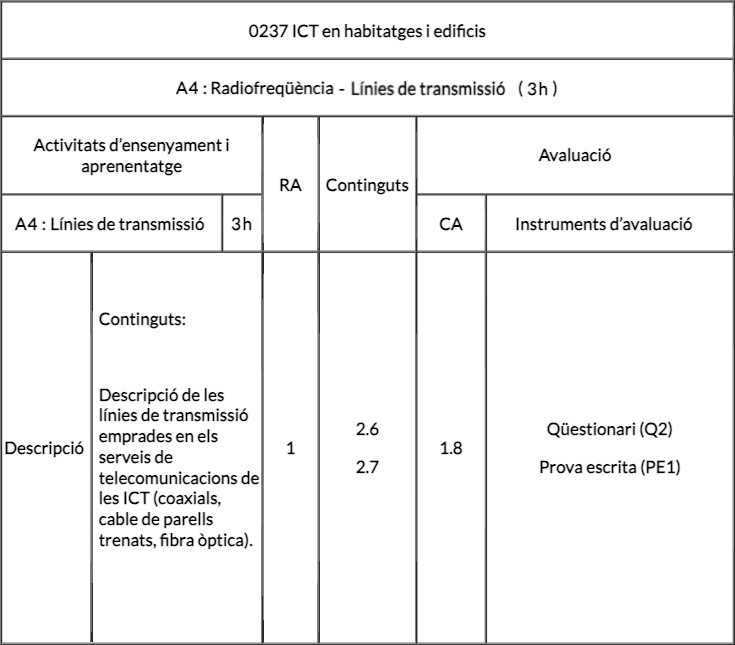 0237 ICT en habitatges i edificis
A4 : Radiofreqüència - Línies de transmissió ( 3h )
Activitats d'ensenyament i
aprenentatge
RA
Continguts
Avaluació
A4 : Línies de transmissió
3h
CA
Instruments d'avaluació
Descripció
Continguts:
Descripció de les
línies de transmissió
emprades en els
serveis de
telecomunicacions de
les ICT (coaxials,
cable de parells
trenats, fibra òptica).
1
2.6
2.7
1.8
Qüestionari (Q2)
Prova escrita (PE1)